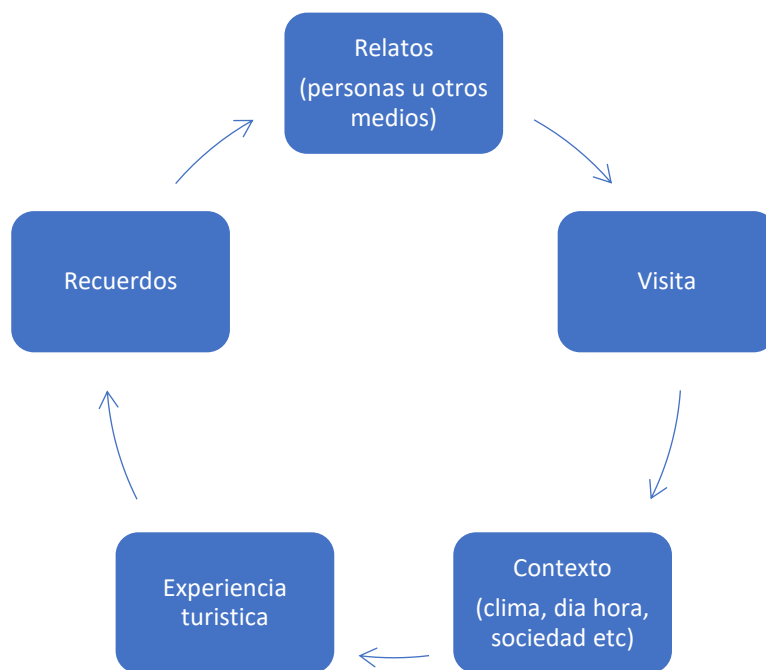 Relatos
(personas u otros
medios)
Visita
Contexto
(clima, dia hora,
sociedad etc)
Experiencia
turistica
Recuerdos